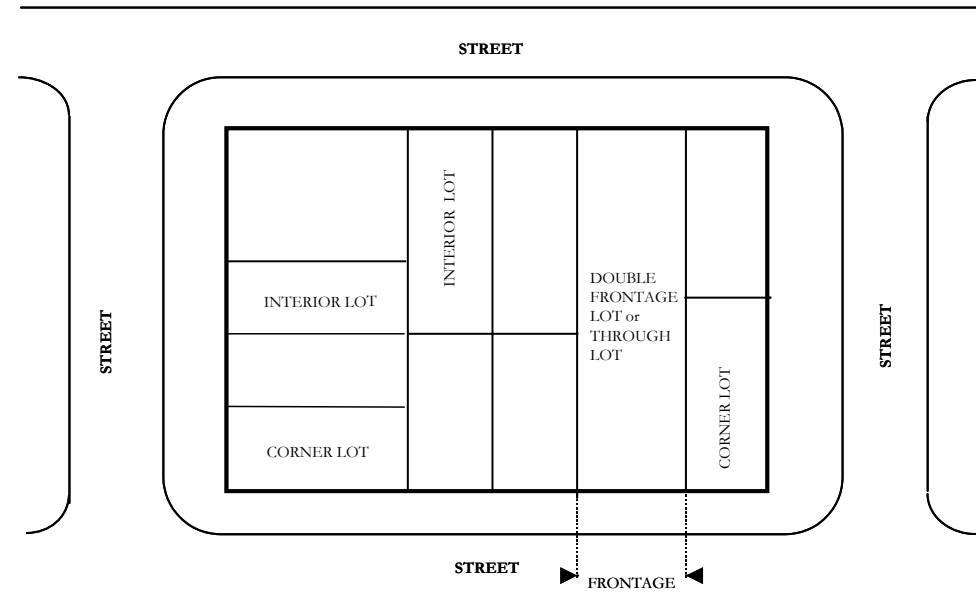 STREET
INTERIOR LOT
INTERIOR LOT
DOUBLE
FRONTAGE
LOT or
THROUGH
LOT
STREET
STREET
CORNER LOT
CORNER LOT
STREET
FRONTAGE